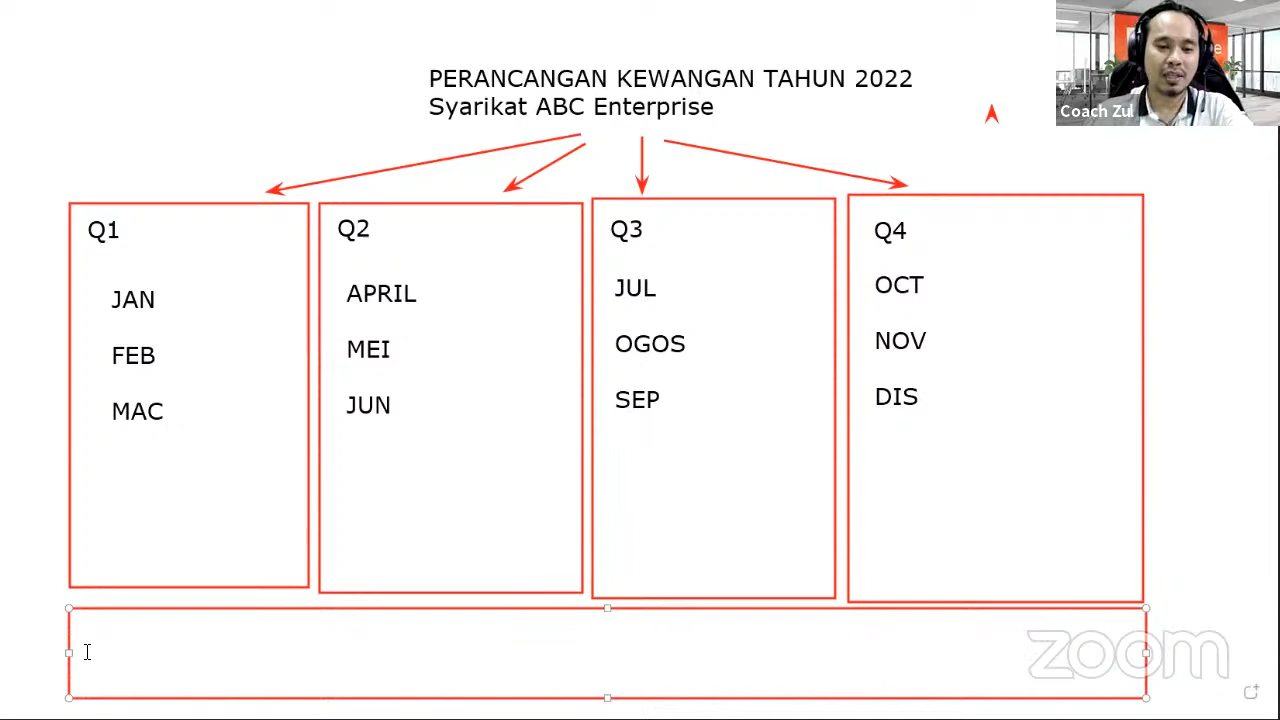 PERANCANGAN KEWANGAN TAHUN 2022
Syarikat ABC Enterprise
Coach Zul
Q1
JAN
FEB
MAC
Q2
APRIL
MEI
JUN
Q3
JUL
OGOS
SEP
Q4
OCT
NOV
DIS
zoom